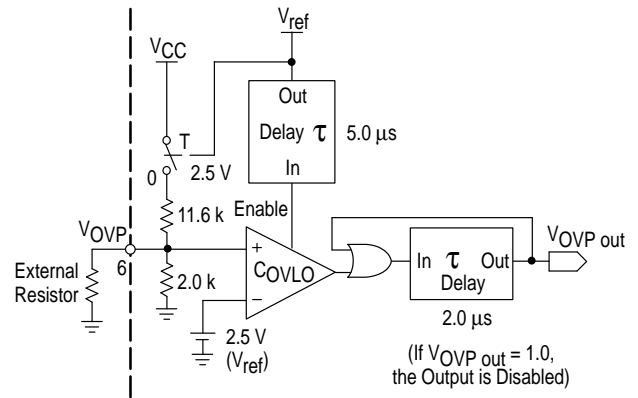 Vref
VCC
Out
Delay τ
5.0 µs
In
T
0
2.5 V
11.6 k
Enable
VOVP
6
External
Resistor
2.0 k
+
COVLO
−
2.5 V
(Vref)
In τ Out
Delay
2.0 µs
VOVP out
(If VOVP out = 1.0,
the Output is Disabled)